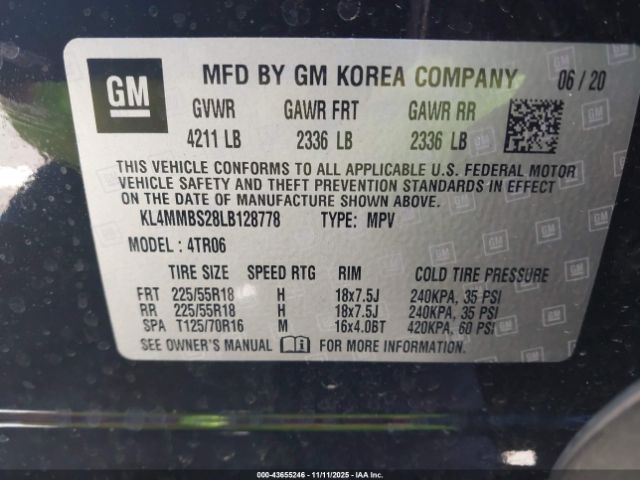 GM
MFD BY GM KOREA COMPANY 06 / 20
GVWR GAWR FRT GAWR RR
4211 LB 2336 LB 2336 LB
THIS VEHICLE CONFORMS TO ALL APPLICABLE U.S. FEDERAL MOTOR
VEHICLE SAFETY AND THEFT PREVENTION STANDARDS IN EFFECT
ON THE DATE OF MANUFACTURE SHOWN ABOVE.
KL4MMBS28LB128778 TYPE: MPV
MODEL : 4TR06
TIRE SIZE SPEED RTG RIM COLD TIRE PRESSURE
FRT 225/55R18 H 18x7.5J 240KPA, 35 PSI
RR 225/55R18 H 18x7.5J 240KPA, 35 PSI
SPA T125/70R16 M 16x4.0BT 420KPA, 60 PSI
SEE OWNER'S MANUAL FOR MORE INFORMATION.
000-43655246 - 11/11/2025 - IAA Inc.